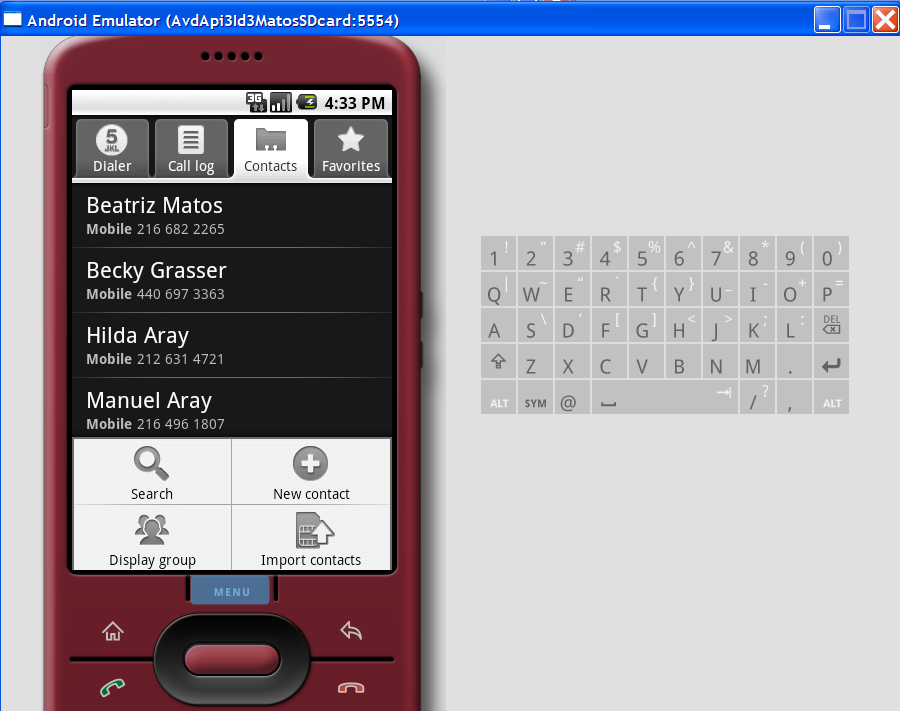 Android Emulator (AvdApi3Id3MatosSDcard:5554)
3G 4:33 PM
5 JKL
Dialer Call log Contacts Favorites
Beatriz Matos
Mobile 216 682 2265
Becky Grasser
Mobile 440 697 3363
Hilda Aray
Mobile 212 631 4721
Manuel Aray
Mobile 216 496 1807
Search New contact
Display group Import contacts
MENU
1 ! 2 “ 3 # 4 $ 5 % 6 ^ 7 & 8 * 9 ( 0 )
Q | W ~ E “ R ` T { Y } U _ I - O + P =
A S \ D ‘ F [ G ] H < J > K ; L : DEL
Z X C V B N M .
ALT SYM @ / ? , ALT